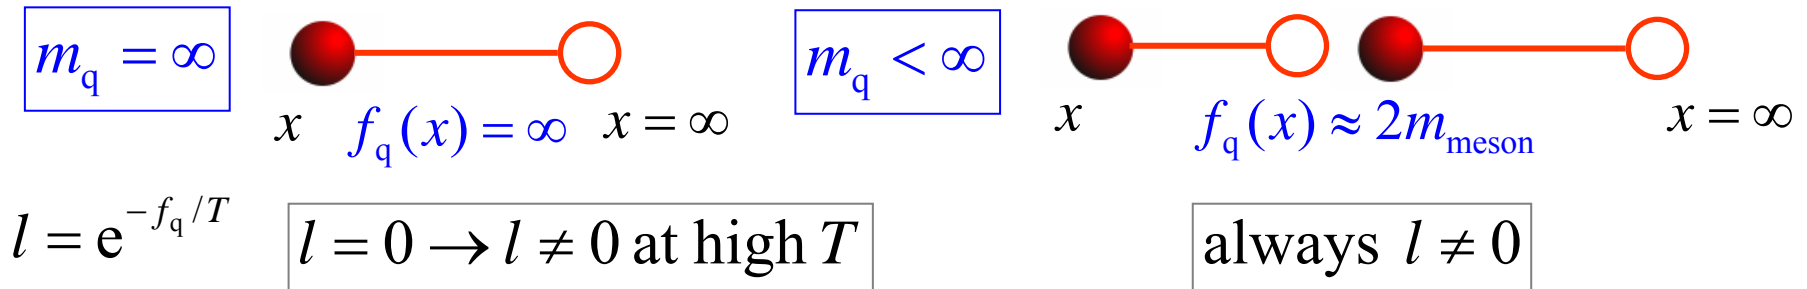 m_q = ∞
m_q < ∞
x f_q(x) = ∞ x = ∞
x f_q(x) ≈ 2m_meson x = ∞
l = e^{−f_q/T}
l = 0 → l ≠ 0 at high T
always l ≠ 0